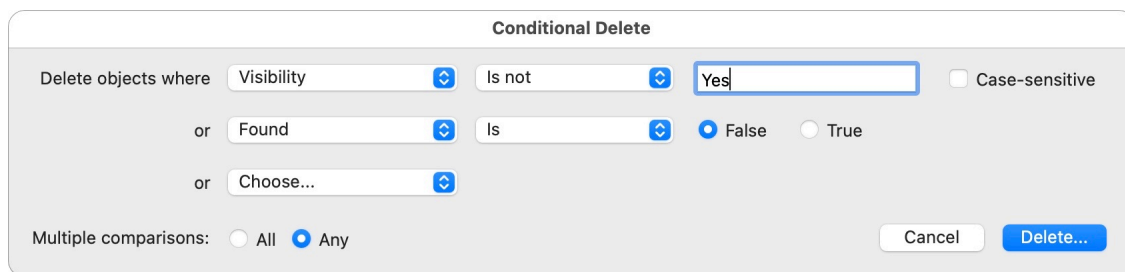 Conditional Delete
Delete objects where Visibility Is not Yes Case-sensitive
or Found Is False True
or Choose...
Multiple comparisons: All Any Cancel Delete...